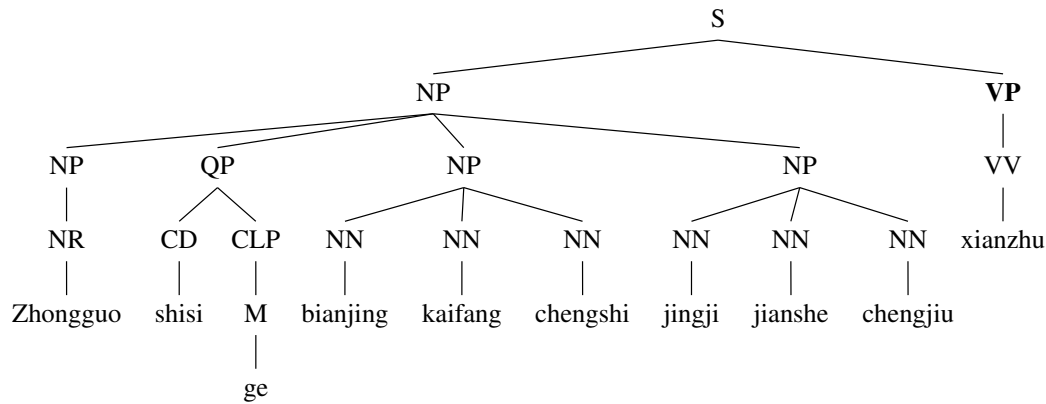 S
NP VP
NP QP NP NP VV
NR CD CLP NN NN NN NN NN NN xianzhu
Zhongguo shisi M bianjing kaifang chengshi jingji jianshe chengjiu
ge